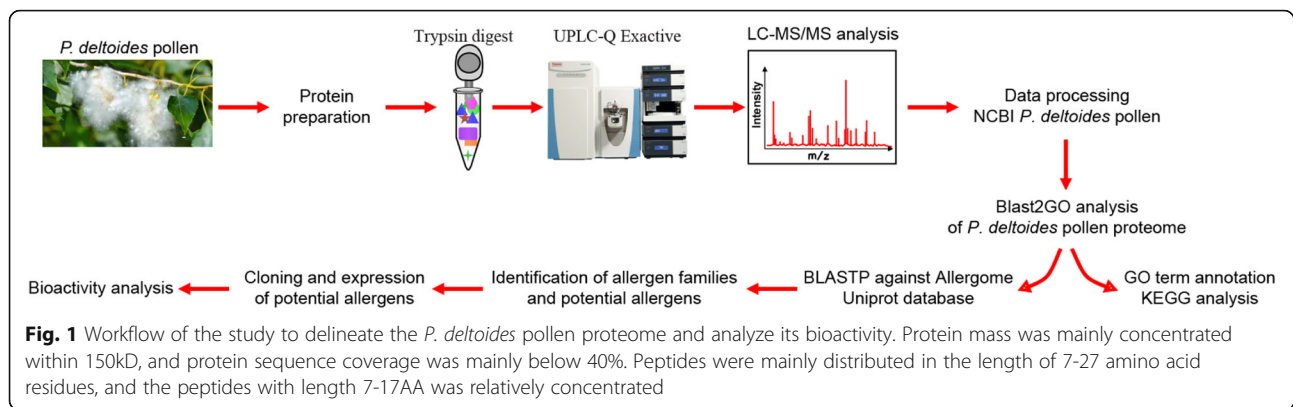 P. deltoides pollen
Protein
preparation
Trypsin digest
UPLC-Q Exactive
LC-MS/MS analysis
Intensity
m/z
Data processing
NCBI P. deltoides pollen
Blast2GO analysis
of P. deltoides pollen proteome
GO term annotation
KEGG analysis
BLASTP against Allergome
Uniprot database
Identification of allergen families
and potential allergens
Cloning and expression
of potential allergens
Bioactivity analysis
Fig. 1 Workflow of the study to delineate the P. deltoides pollen proteome and analyze its bioactivity. Protein mass was mainly concentrated
within 150kD, and protein sequence coverage was mainly below 40%. Peptides were mainly distributed in the length of 7-27 amino acid
residues, and the peptides with length 7-17AA was relatively concentrated